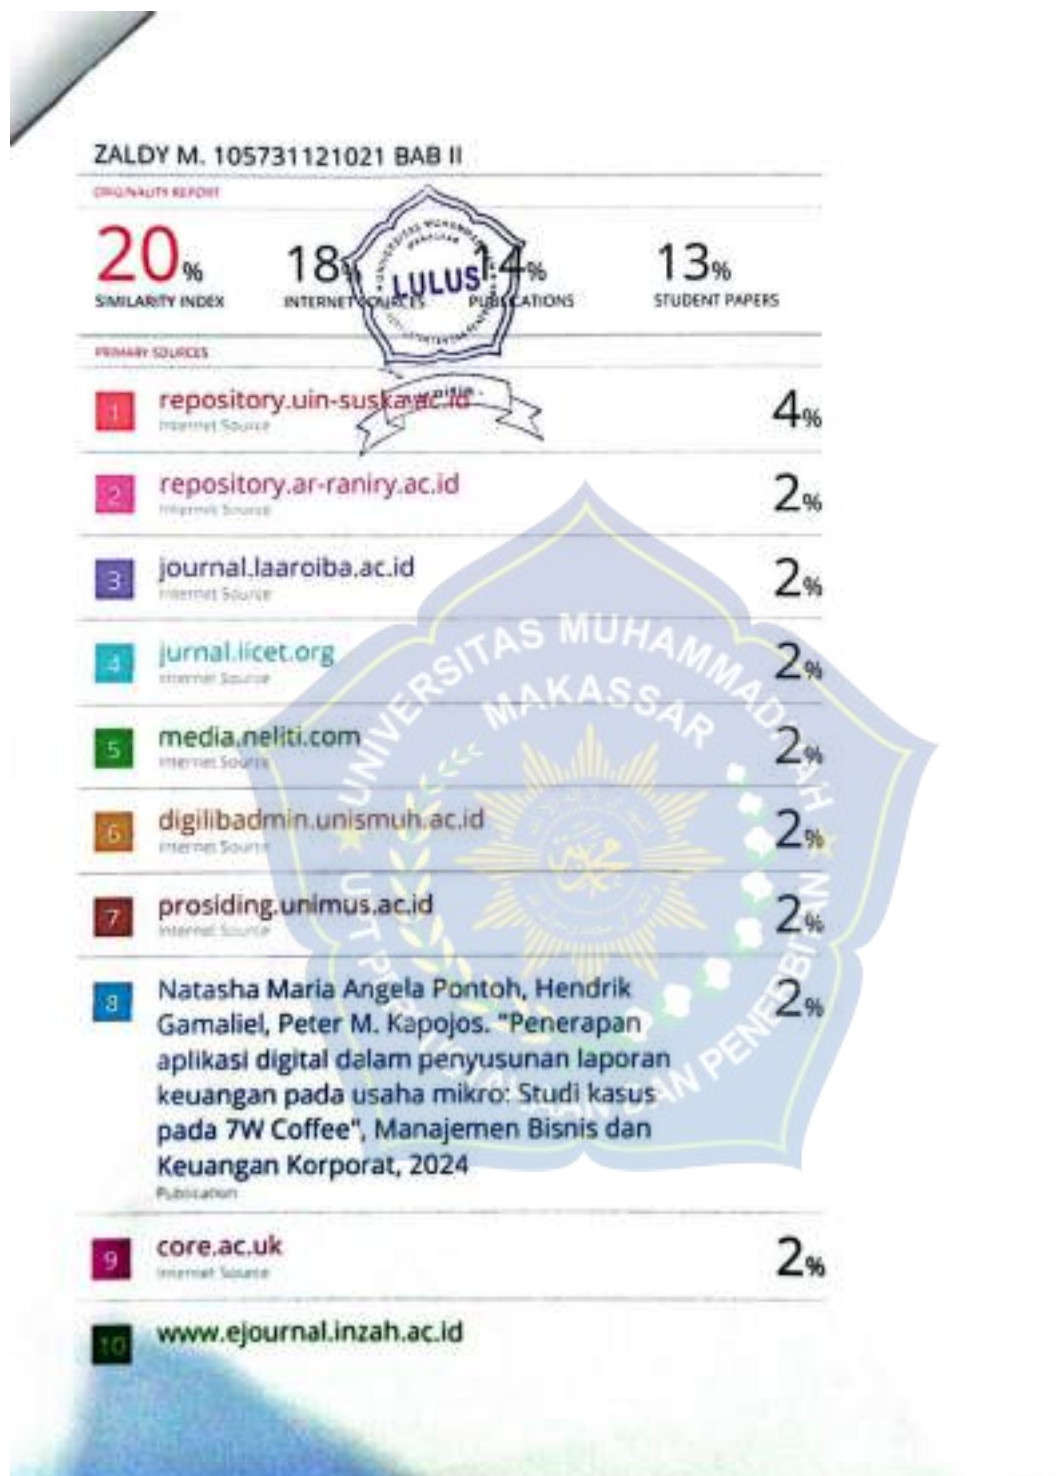 ZALDY M. 105731121021 BAB II
ORIGINALITY REPORT
20% 18% 14% 13%
SIMILARITY INDEX INTERNET SOURCES PUBLICATIONS STUDENT PAPERS
LULUS
PRIMARY SOURCES
1 repository.uin-suska.ac.id 4%
Internet Source
2 repository.ar-raniry.ac.id 2%
Internet Source
3 journal.laaroiba.ac.id 2%
Internet Source
4 jurnal.iicet.org 2%
Internet Source
5 media.neliti.com 2%
Internet Source
6 digilibadmin.unismuh.ac.id 2%
Internet Source
7 prosiding.unimus.ac.id 2%
Internet Source
8 Natasha Maria Angela Pontoh, Hendrik 2%
Gamaliel, Peter M. Kapojos. "Penerapan
aplikasi digital dalam penyusunan laporan
keuangan pada usaha mikro: Studi kasus
pada 7W Coffee", Manajemen Bisnis dan
Keuangan Korporat, 2024
Publication
9 core.ac.uk 2%
Internet Source
10 www.ejournal.inzah.ac.id
UNIVERSITAS MUHAMMADIYAH
MAKASSAR
DAN PENERBITAN